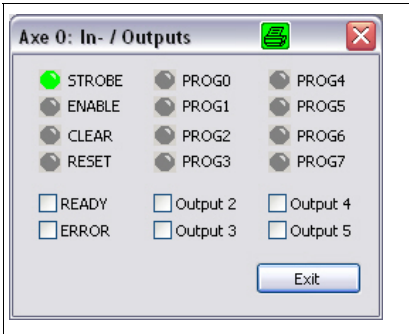 Axe 0: In- / Outputs
STROBE PROG0 PROG4
ENABLE PROG1 PROG5
CLEAR PROG2 PROG6
RESET PROG3 PROG7
READY Output 2 Output 4
ERROR Output 3 Output 5
Exit